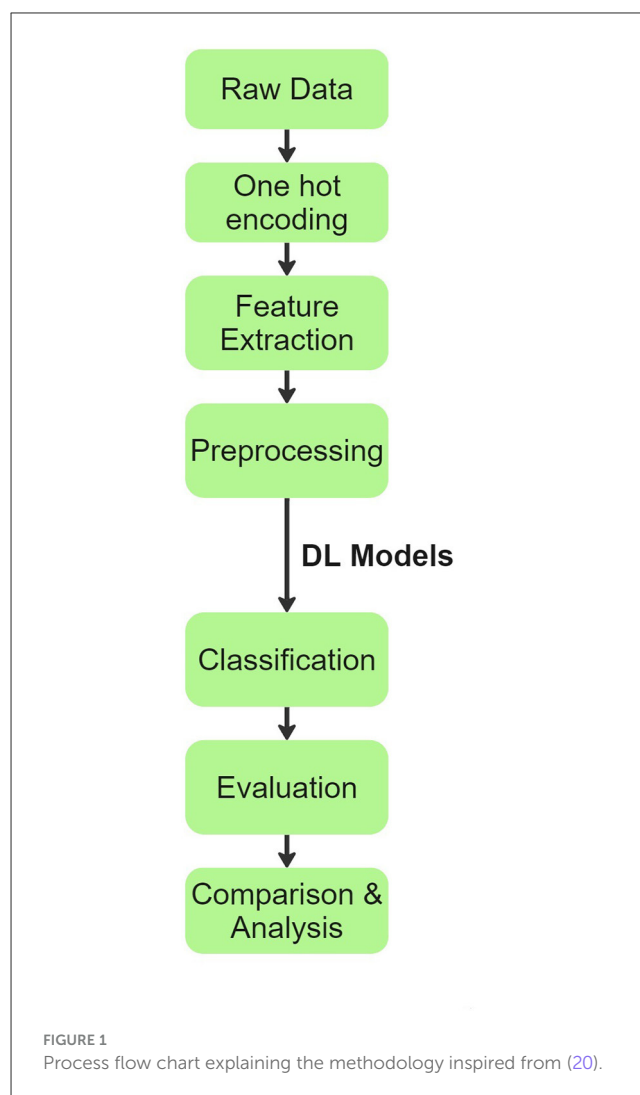 Raw Data
One hot
encoding
Feature
Extraction
Preprocessing
DL Models
Classification
Evaluation
Comparison &
Analysis
FIGURE 1
Process flow chart explaining the methodology inspired from (20).